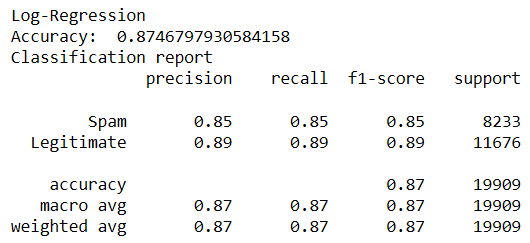 Log-Regression
Accuracy:  0.8746797930584158
Classification report
              precision    recall  f1-score   support

        Spam       0.85      0.85      0.85      8233
  Legitimate       0.89      0.89      0.89     11676

    accuracy                           0.87     19909
   macro avg       0.87      0.87      0.87     19909
weighted avg       0.87      0.87      0.87     19909